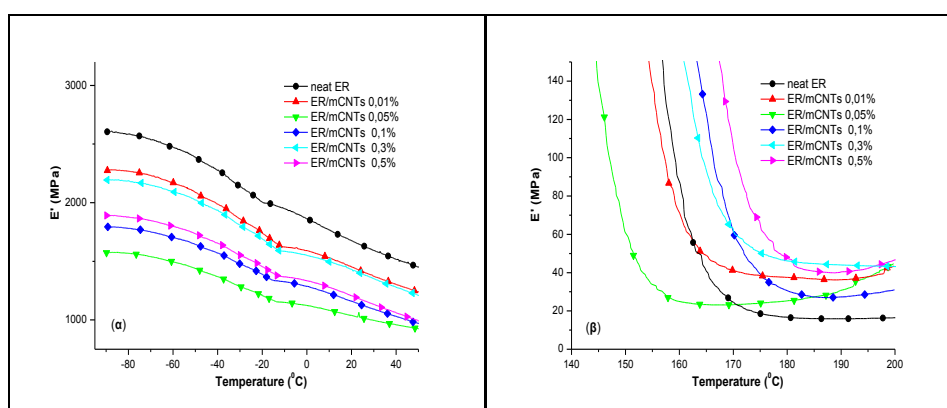 neat ER
ER/mCNTs 0,01%
ER/mCNTs 0,05%
ER/mCNTs 0,1%
ER/mCNTs 0,3%
ER/mCNTs 0,5%
3000
2000
1000
E' (MPa)
(α)
-80 -60 -40 -20 0 20 40
Temperature (⁰C)
neat ER
ER/mCNTs 0,01%
ER/mCNTs 0,05%
ER/mCNTs 0,1%
ER/mCNTs 0,3%
ER/mCNTs 0,5%
140
120
100
80
60
40
20
0
E' (MPa)
(β)
140 150 160 170 180 190 200
Temperature (⁰C)